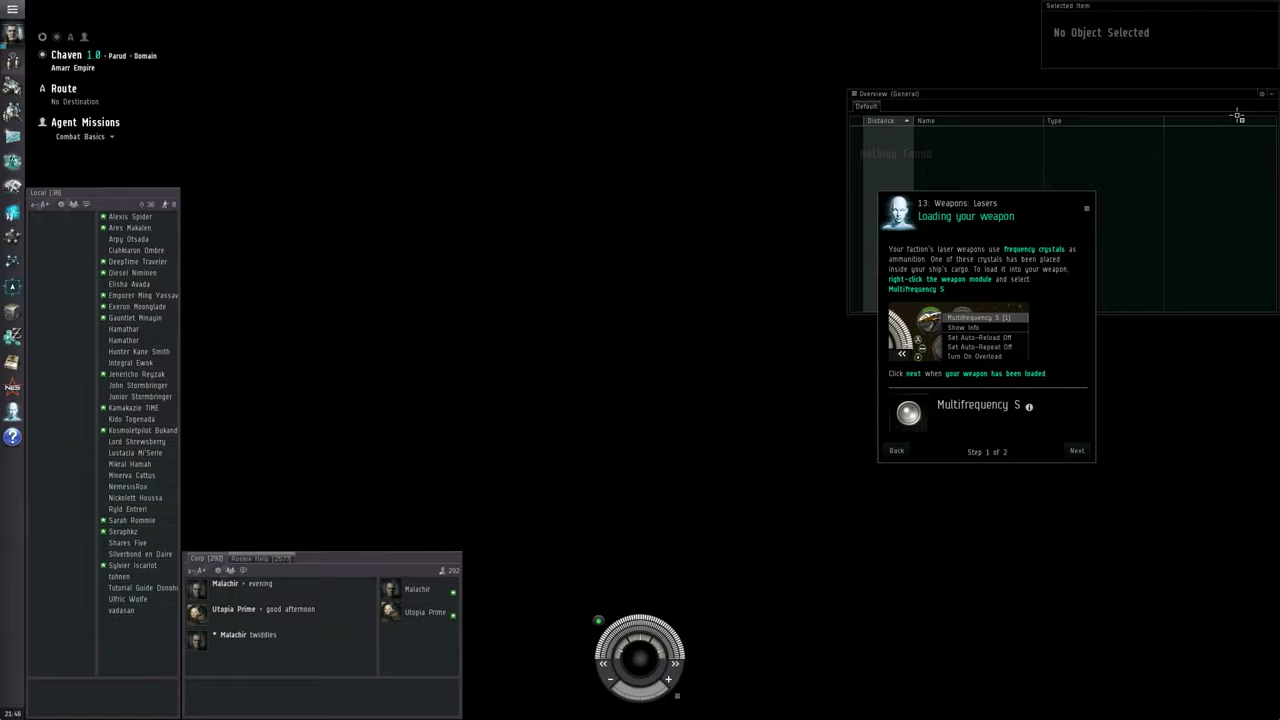 Selected Item
No Object Selected
Chaven 1.0 · Parud · Domain
Amarr Empire
Route
No Destination
Agent Missions
Combat Basics
Overview (General)
Default
Distance
Name
Type
Nothing Found
13: Weapons: Lasers
Loading your weapon
Your faction's laser weapons use frequency crystals as
ammunition. One of these crystals has been placed
inside your ship's cargo. To load it into your weapon,
right-click the weapon module and select
Multifrequency S
Multifrequency S [1]
Show Info
Set Auto-Reload Off
Set Auto-Repeat Off
Turn On Overload
Click next when your weapon has been loaded
Multifrequency S
Back
Step 1 of 2
Next
Local [36]
36
0
Alexis Spider
Ares Makalen
Arpy Otsada
Ciahkiarun Ombre
DeepTime Traveler
Diesel Niminen
Elisha Avada
Emporer Ming Yassav
Exeron Moonglade
Gauntlet Minayin
Hamathar
Hamathor
Hunter Kane Smith
Integral Ewok
Jenericho Reyzak
John Stormbringer
Junior Stormbringer
Kamakazie TIME
Kido Togenada
Kosmoletpilot Bukand
Lord Shrewsberry
Lustacia Mi'Serie
Mikral Hamah
Minerva Cattus
NemesisRox
Nickolett Houssa
Ryld Entreri
Sarah Rommie
Seraphkz
Shares Five
Silverbond en Daire
Sylvier Iscariot
tohnen
Tutorial Guide Donoh
Ulfric Wolfe
vadasan
NES
Corp [292]
Rookie Help [2577]
292
Malachir > evening
Utopia Prime > good afternoon
* Malachir twiddles
Malachir
Utopia Prime
21:46